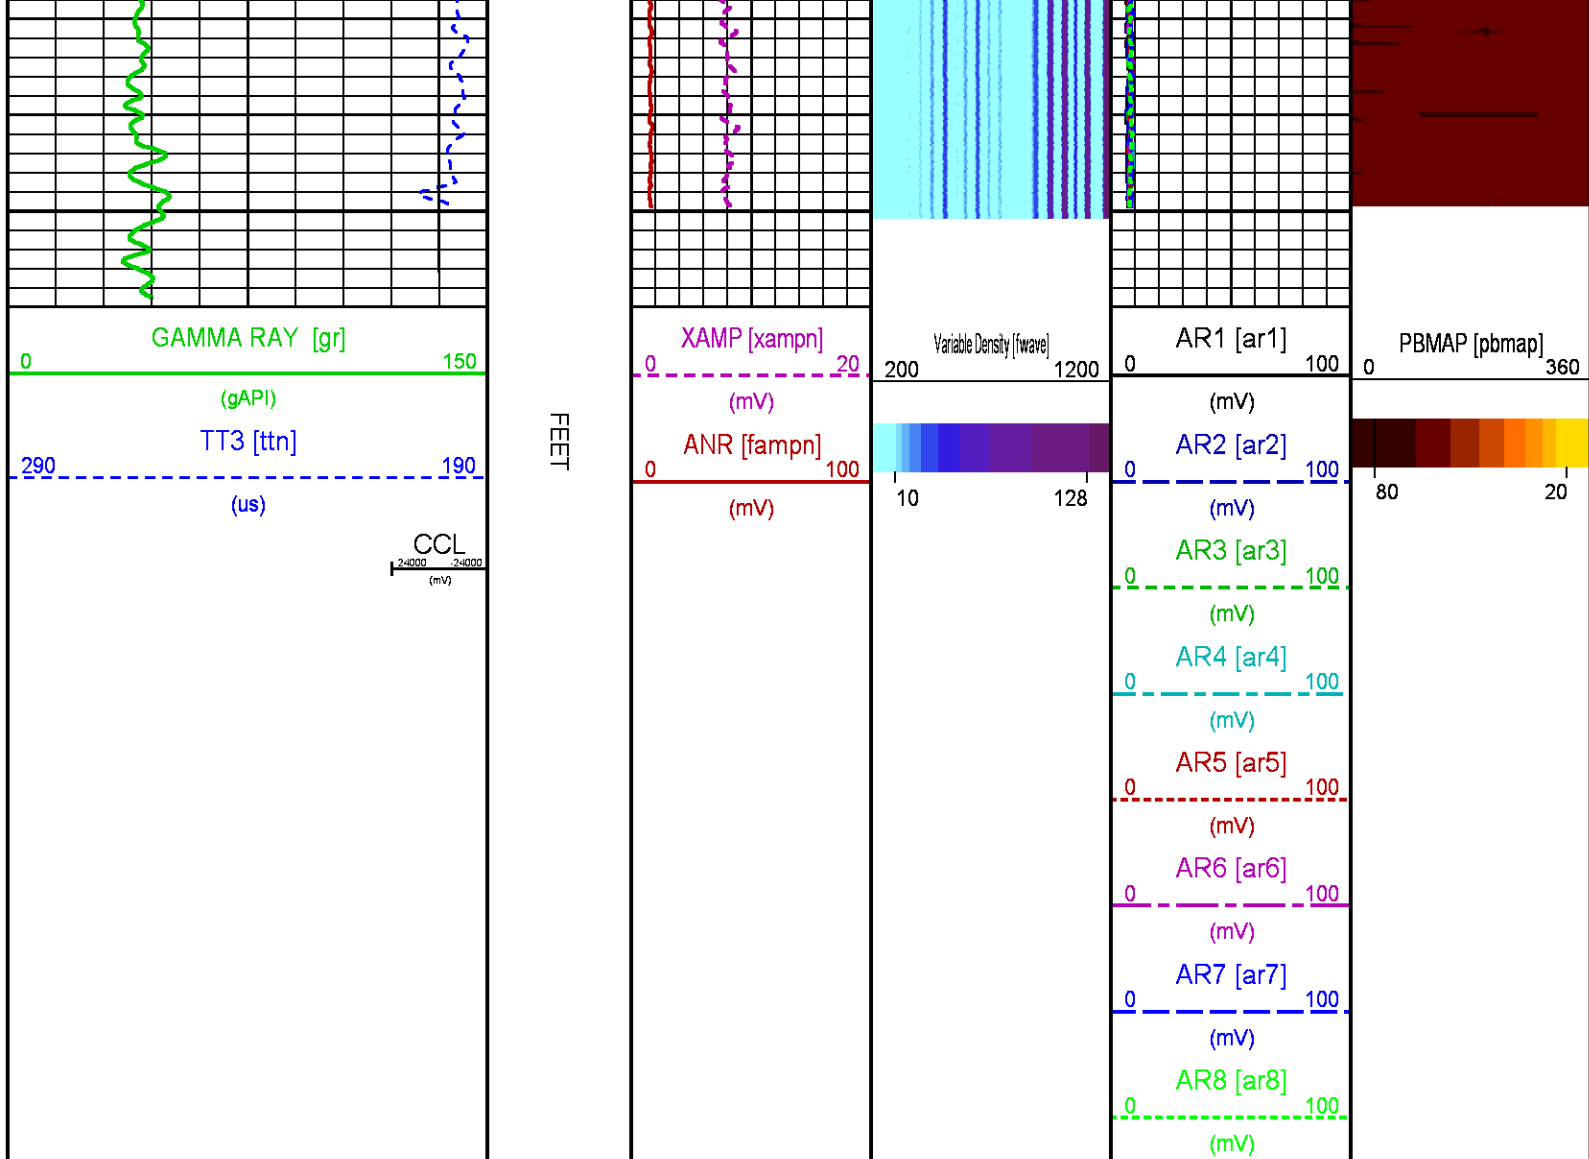 GAMMA RAY [gr]
0 150
(gAPI)
TT3 [ttn]
290 190
(us)
CCL
24000 -24000
(mV)
FEET
XAMP [xampn]
0 20
(mV)
ANR [fampn]
0 100
(mV)
Variable Density [fwave]
200 1200
10 128
AR1 [ar1]
0 100
(mV)
AR2 [ar2]
0 100
(mV)
AR3 [ar3]
0 100
(mV)
AR4 [ar4]
0 100
(mV)
AR5 [ar5]
0 100
(mV)
AR6 [ar6]
0 100
(mV)
AR7 [ar7]
0 100
(mV)
AR8 [ar8]
0 100
(mV)
PBMAP [pbmap]
0 360
80 20